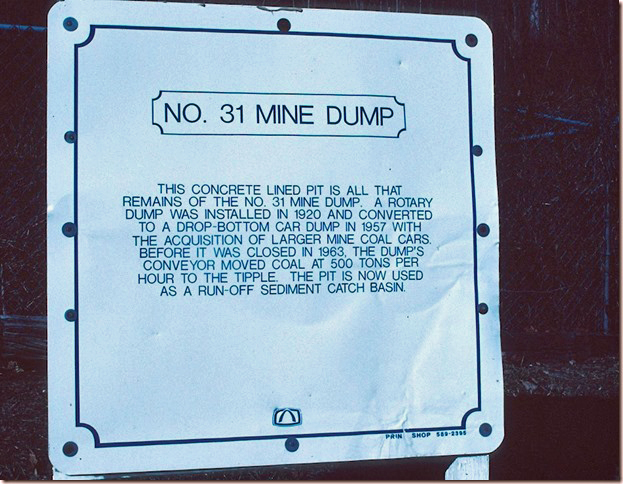 NO. 31 MINE DUMP
THIS CONCRETE LINED PIT IS ALL THAT
REMAINS OF THE NO. 31 MINE DUMP. A ROTARY
DUMP WAS INSTALLED IN 1920 AND CONVERTED
TO A DROP-BOTTOM CAR DUMP IN 1957 WITH
THE ACQUISITION OF LARGER MINE COAL CARS.
BEFORE IT WAS CLOSED IN 1963, THE DUMP'S
CONVEYOR MOVED COAL AT 500 TONS PER
HOUR TO THE TIPPLE. THE PIT IS NOW USED
AS A RUN-OFF SEDIMENT CATCH BASIN.
PRIN SHOP 589-2398